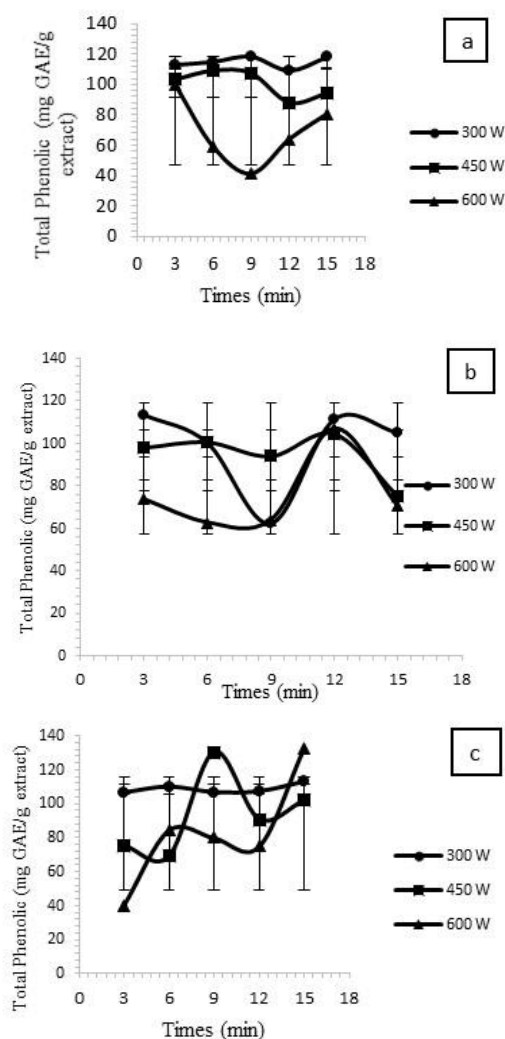 a
140
120
100
80
60
40
20
0
Total Phenolic (mg GAE/g
extract)
0 3 6 9 12 15 18
Times (min)
300 W
450 W
600 W
b
140
120
100
80
60
40
20
0
Total Phenolic (mg GAE/g extract)
0 3 6 9 12 15 18
Times (min)
300 W
450 W
600 W
c
140
120
100
80
60
40
20
0
Total Phenolic (mg GAE/g extract)
0 3 6 9 12 15 18
Times (min)
300 W
450 W
600 W